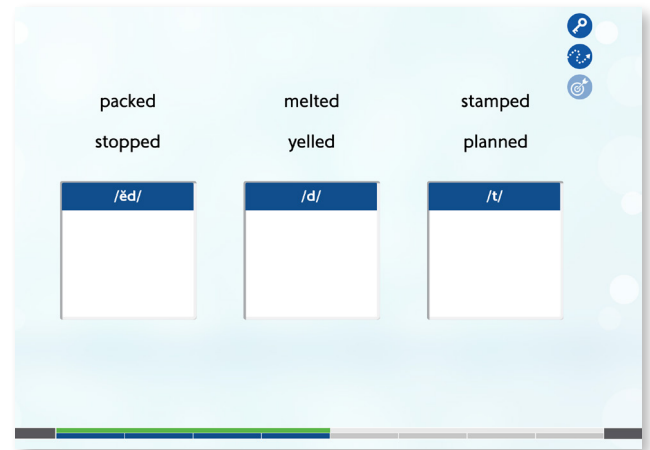 packed melted stamped
stopped yelled planned
/ĕd/ /d/ /t/